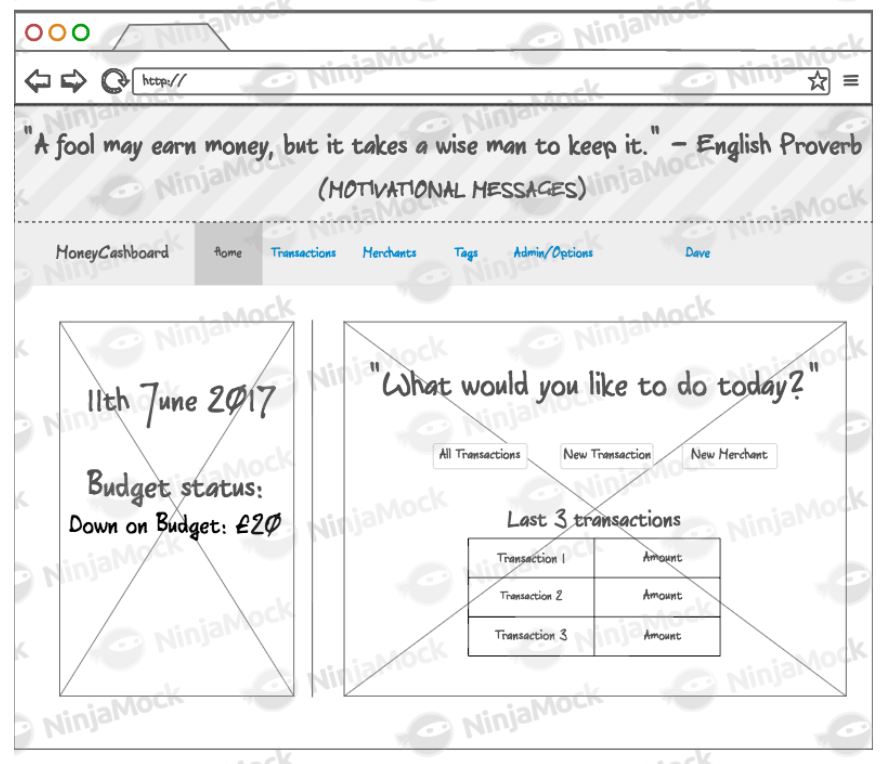 http://
"A fool may earn money, but it takes a wise man to keep it." - English Proverb
(MOTIVATIONAL MESSAGES)
MoneyCashboard Home Transactions Merchants Tags Admin/Options Dave
11th June 2017
Budget status:
Down on Budget: £20
"What would you like to do today?"
All Transactions New Transaction New Merchant
Last 3 transactions
Transaction 1 Amount
Transaction 2 Amount
Transaction 3 Amount
NinjaMock